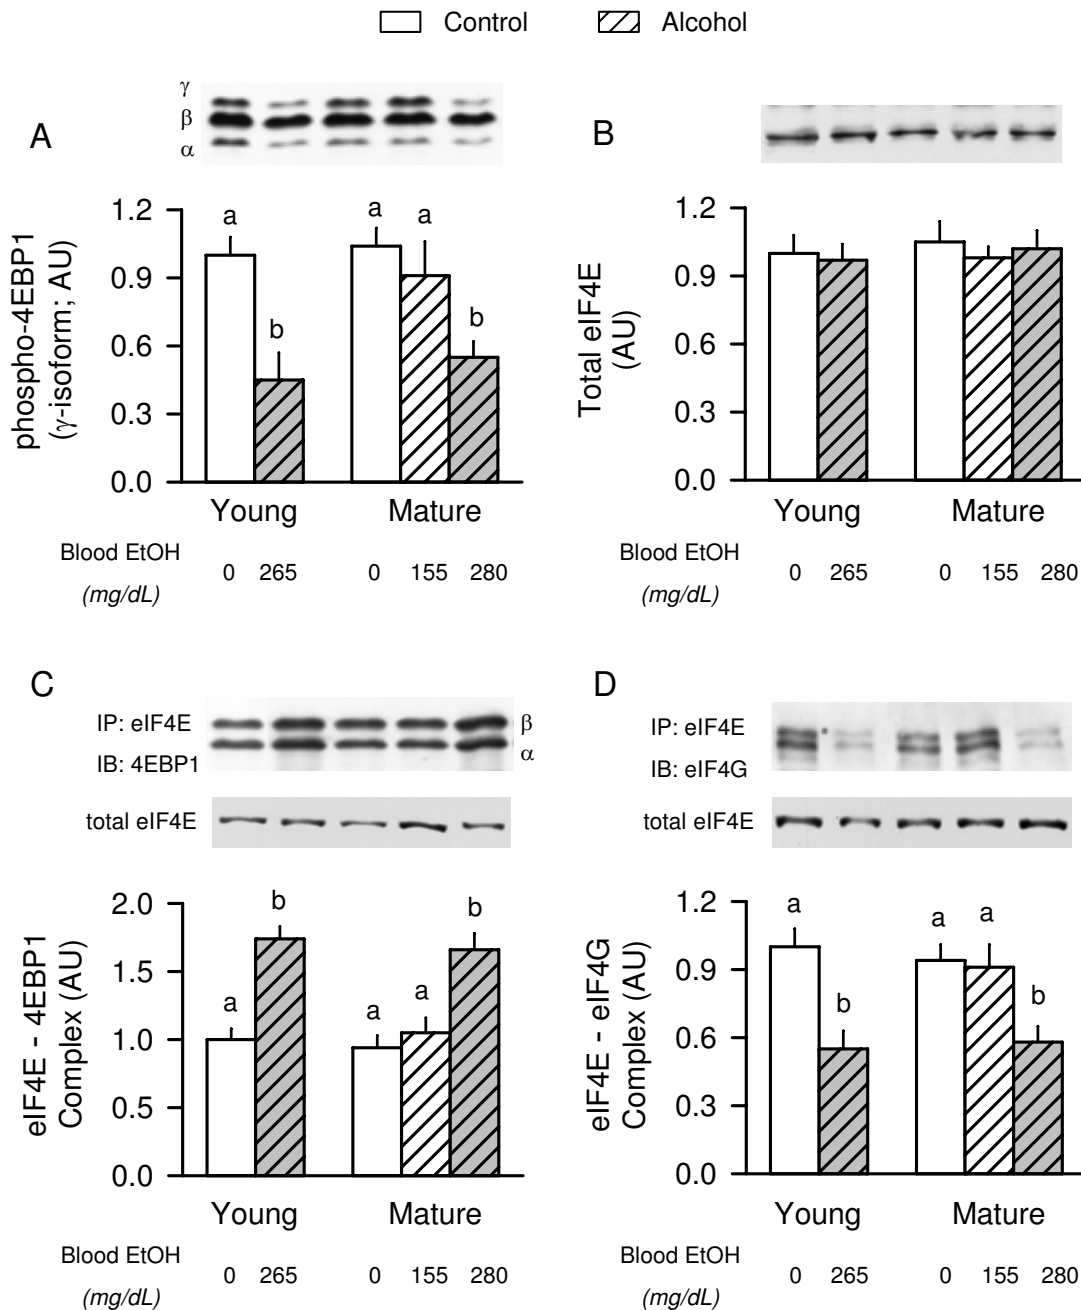 Control Alcohol
A
γ
β
α
phospho-4EBP1
(γ-isoform; AU)
1.2
0.9
0.6
0.3
0.0
a
b
a
a
b
Young Mature
Blood EtOH
(mg/dL)
0 265 0 155 280
B
Total eIF4E
(AU)
1.2
0.9
0.6
0.3
0.0
Young Mature
Blood EtOH
(mg/dL)
0 265 0 155 280
C
IP: eIF4E
IB: 4EBP1
β
α
total eIF4E
eIF4E - 4EBP1
Complex (AU)
2.0
1.5
1.0
0.5
0.0
a
b
a
a
b
Young Mature
Blood EtOH
(mg/dL)
0 265 0 155 280
D
IP: eIF4E
IB: eIF4G
total eIF4E
eIF4E - eIF4G
Complex (AU)
1.2
0.9
0.6
0.3
0.0
a
b
a
a
b
Young Mature
Blood EtOH
(mg/dL)
0 265 0 155 280